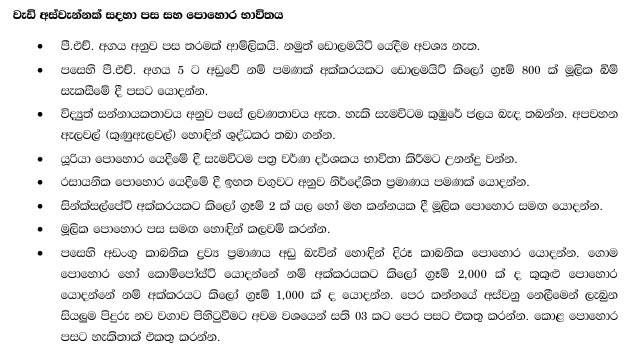 වැඩි අස්වැන්නක් සදහා පස සහ පොහොර භාවිතය
• පී.එච්. අගය අනුව පස තරමක් ආම්ලිකයි. නමුත් ඩොලමයිට් යෙදීම අවශ්‍ය නැත.
• පසෙහි පී.එච්. අගය 5 ට අඩුවේ නම් පමණක් අක්කරයකට ඩොලමයිට් කිලෝ ග්‍රෑම් 800 ක් මූලික බිම්
සැකසීමේ දී පසට යොදන්න.
• විද්‍යුත් සන්නායකතාවය අනුව පසේ ලවණතාවය ඇත. හැකි සැමවිටම කුඹුරේ ජලය බැඳ තබන්න. අපවහන
ඇලවල් (කුණුඇලවල්) හොඳින් ශුද්ධකර තබා ගන්න.
• යූරියා පොහොර යෙදීමේ දී සැමවිටම පත්‍ර වර්ණ දර්ශකය භාවිතා කිරීමට උනන්දු වන්න.
• රසායනික පොහොර යෙදීමේ දී ඉහත වගුවට අනුව නිර්දේශිත ප්‍රමාණය පමණක් යොදන්න.
• සින්ක්සල්පේට් අක්කරයකට කිලෝ ග්‍රෑම් 2 ක් යල හෝ මහ කන්නයක දී මූලික පොහොර සමඟ යොදන්න.
• මූලික පොහොර පස සමඟ හොඳින් කලවම් කරන්න.
• පසෙහි අඩංගු කාබනික ද්‍රව්‍ය ප්‍රමාණය අඩු බැවින් හොඳින් දිරූ කාබනික පොහොර යොදන්න. ගොම
පොහොර හෝ කොම්පෝස්ට් යොදන්නේ නම් අක්කරයකට කිලෝ ග්‍රෑම් 2,000 ක් ද කුකුළු පොහොර
යොදන්නේ නම් අක්කරයට කිලෝ ග්‍රෑම් 1,000 ක් ද යොදන්න. පෙර කන්නයේ අස්වනු නෙලීමෙන් ලැබුන
සියලුම පිදුරු නව වගාව පිහිටුවීමට අවම වශයෙන් සති 03 කට පෙර පසට එකතු කරන්න. කොළ පොහොර
පසට හැකිතාක් එකතු කරන්න.